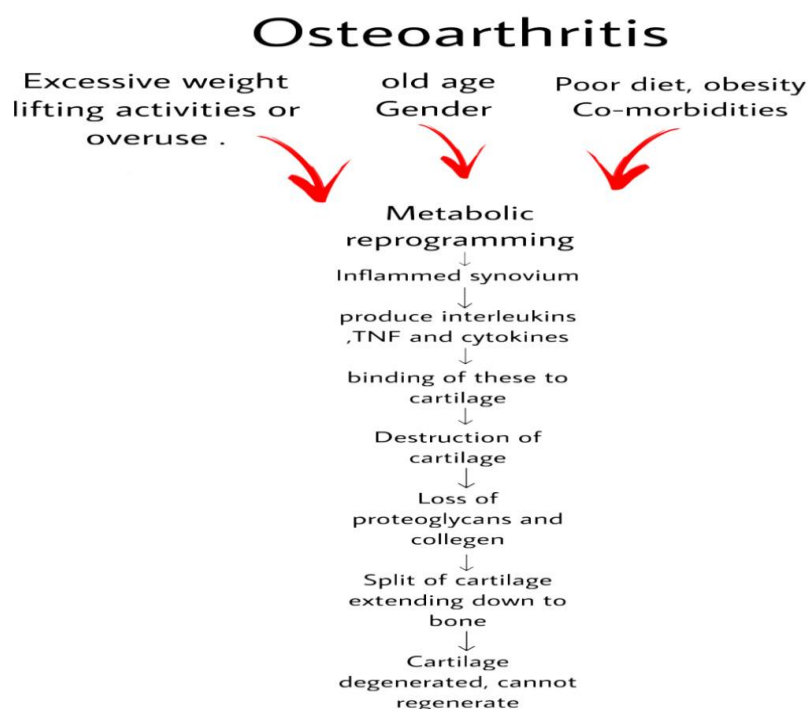 Osteoarthritis
Excessive weight
lifting activities or
overuse .
old age
Gender
Poor diet, obesity
Co-morbidities
Metabolic
reprogramming
Inflammed synovium
produce interleukins
,TNF and cytokines
binding of these to
cartilage
Destruction of
cartilage
Loss of
proteoglycans and
collegen
Split of cartilage
extending down to
bone
Cartilage
degenerated, cannot
regenerate